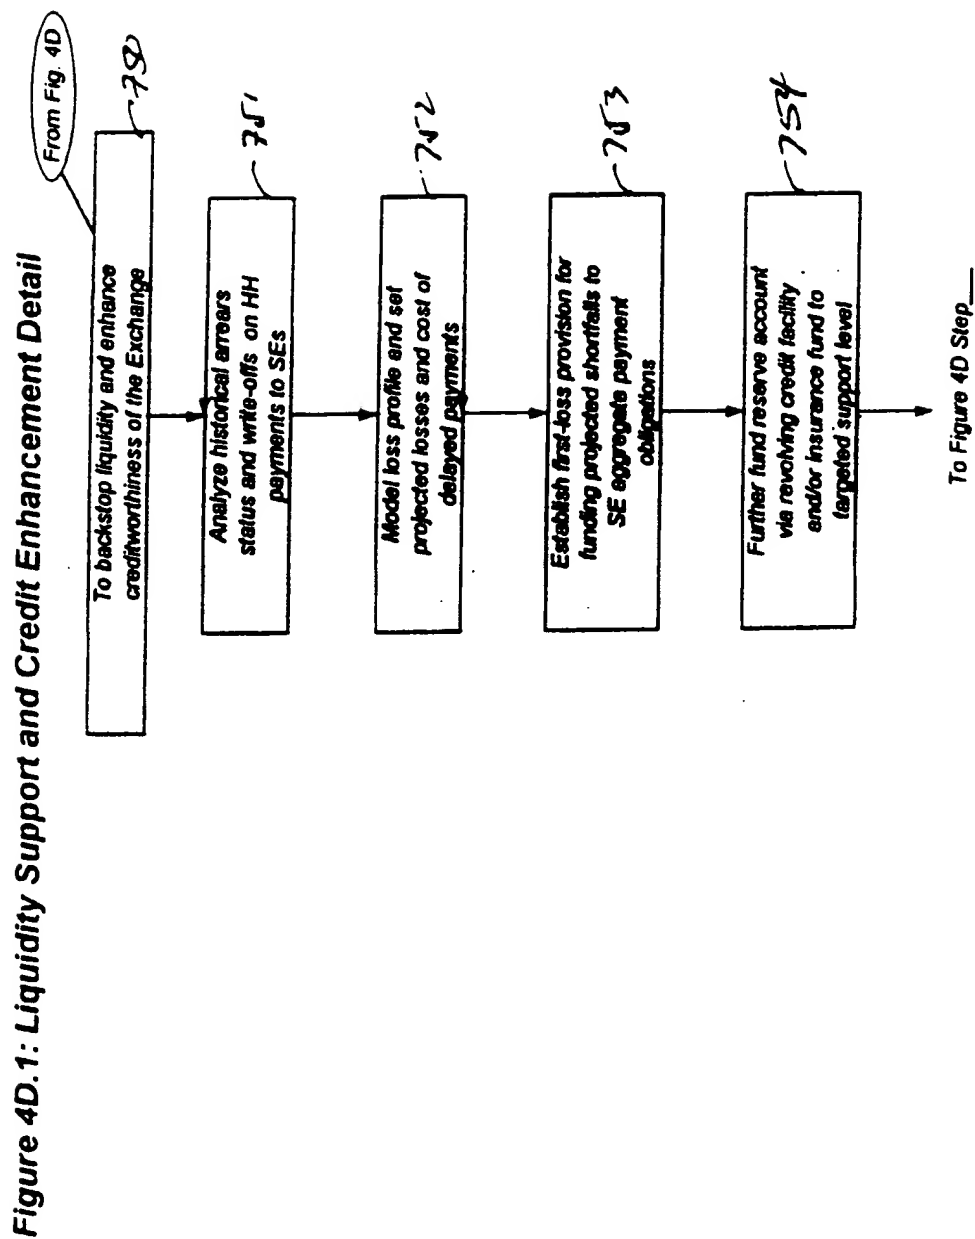 Figure 4D.1: Liquidity Support and Credit Enhancement Detail
From Fig. 4D
To backstop liquidity and enhance
creditworthiness of the Exchange
750
Analyze historical arrears
status and write-offs on HH
payments to SEs
751
Model loss profile and set
projected losses and cost of
delayed payments
752
Establish first-loss provision for
funding projected shortfalls to
SE aggregate payment
obligations
753
Further fund reserve account
via revolving credit facility
and/or insurance fund to
targeted support level
754
To Figure 4D Step__